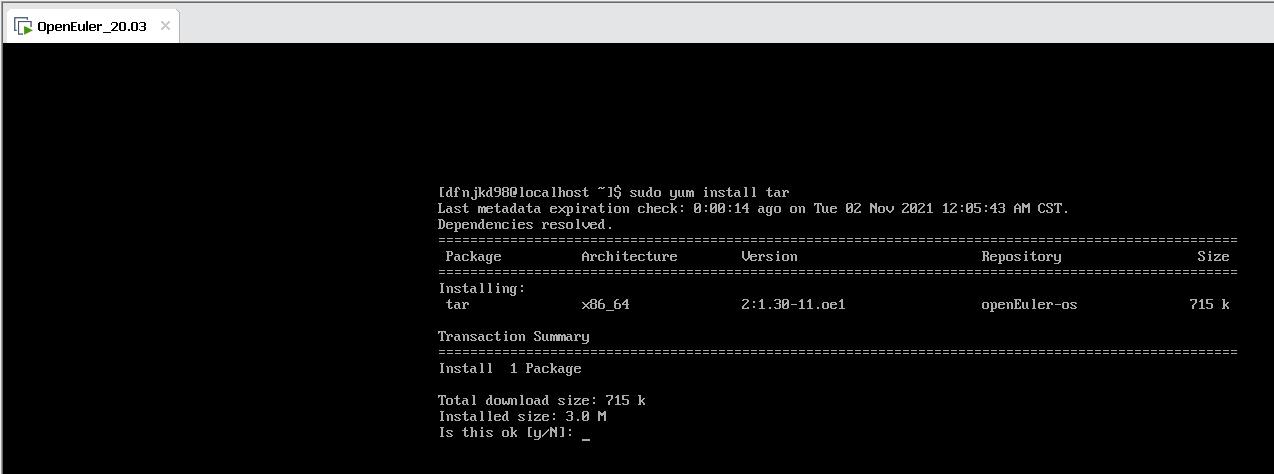 OpenEuler_20.03
[dfnjkd98@localhost ~]$ sudo yum install tar
Last metadata expiration check: 0:00:14 ago on Tue 02 Nov 2021 12:05:43 AM CST.
Dependencies resolved.
====================================================================================================
Package Architecture Version Repository Size
====================================================================================================
Installing:
tar x86_64 2:1.30-11.oe1 openEuler-os 715 k
Transaction Summary
====================================================================================================
Install 1 Package
Total download size: 715 k
Installed size: 3.0 M
Is this ok [y/N]: _